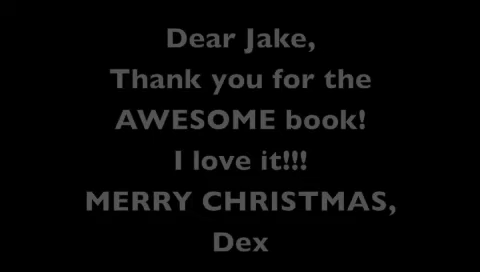 Dear Jake,
Thank you for the
AWESOME book!
I love it!!!
MERRY CHRISTMAS,
Dex